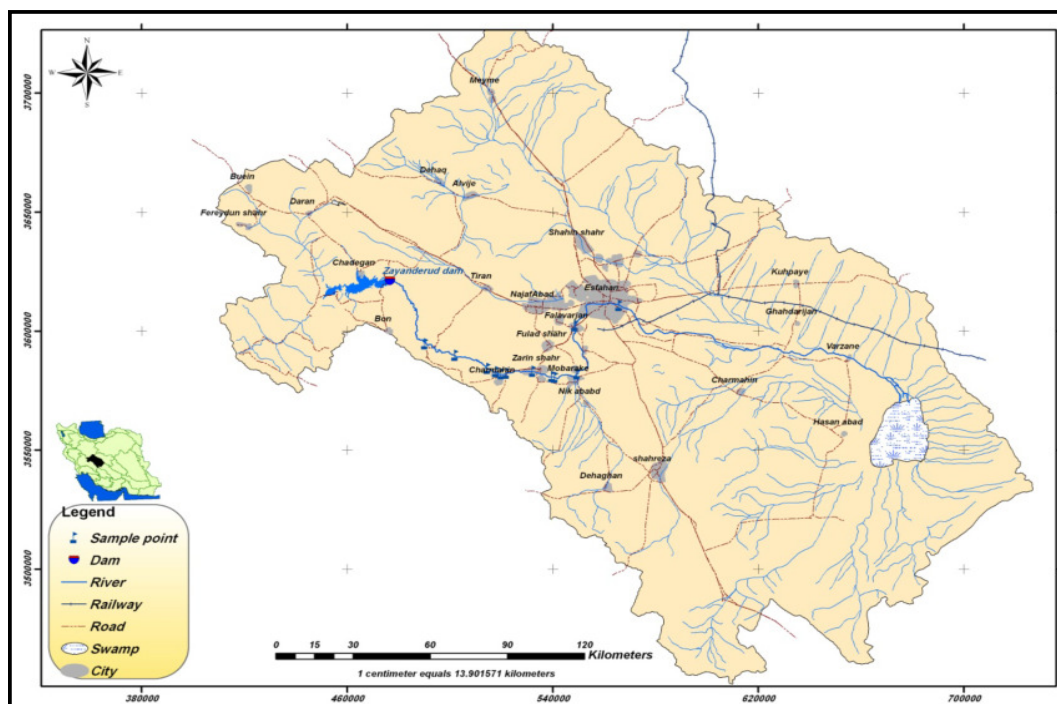 N
W
E
S
3700000
3650000
3600000
3550000
3500000
Meyme
Dehaq
Alvije
Buein
Fereydun shahr
Daran
Shahin shahr
Chadegan
Zayanderud dam
Tiran
NajafAbad
Esfahan
Kuhpaye
Ghahdarijan
Bon
Falavarjan
Fulad shahr
Zarin shahr
Mobarake
Nik ababd
Varzane
Charmahin
Hasan abad
shahreza
Dehaghan
Legend
Sample point
Dam
River
Railway
Road
Swamp
City
0 15 30 60 90 120
Kilometers
1 centimeter equals 13.901571 kilometers
380000 460000 540000 620000 700000